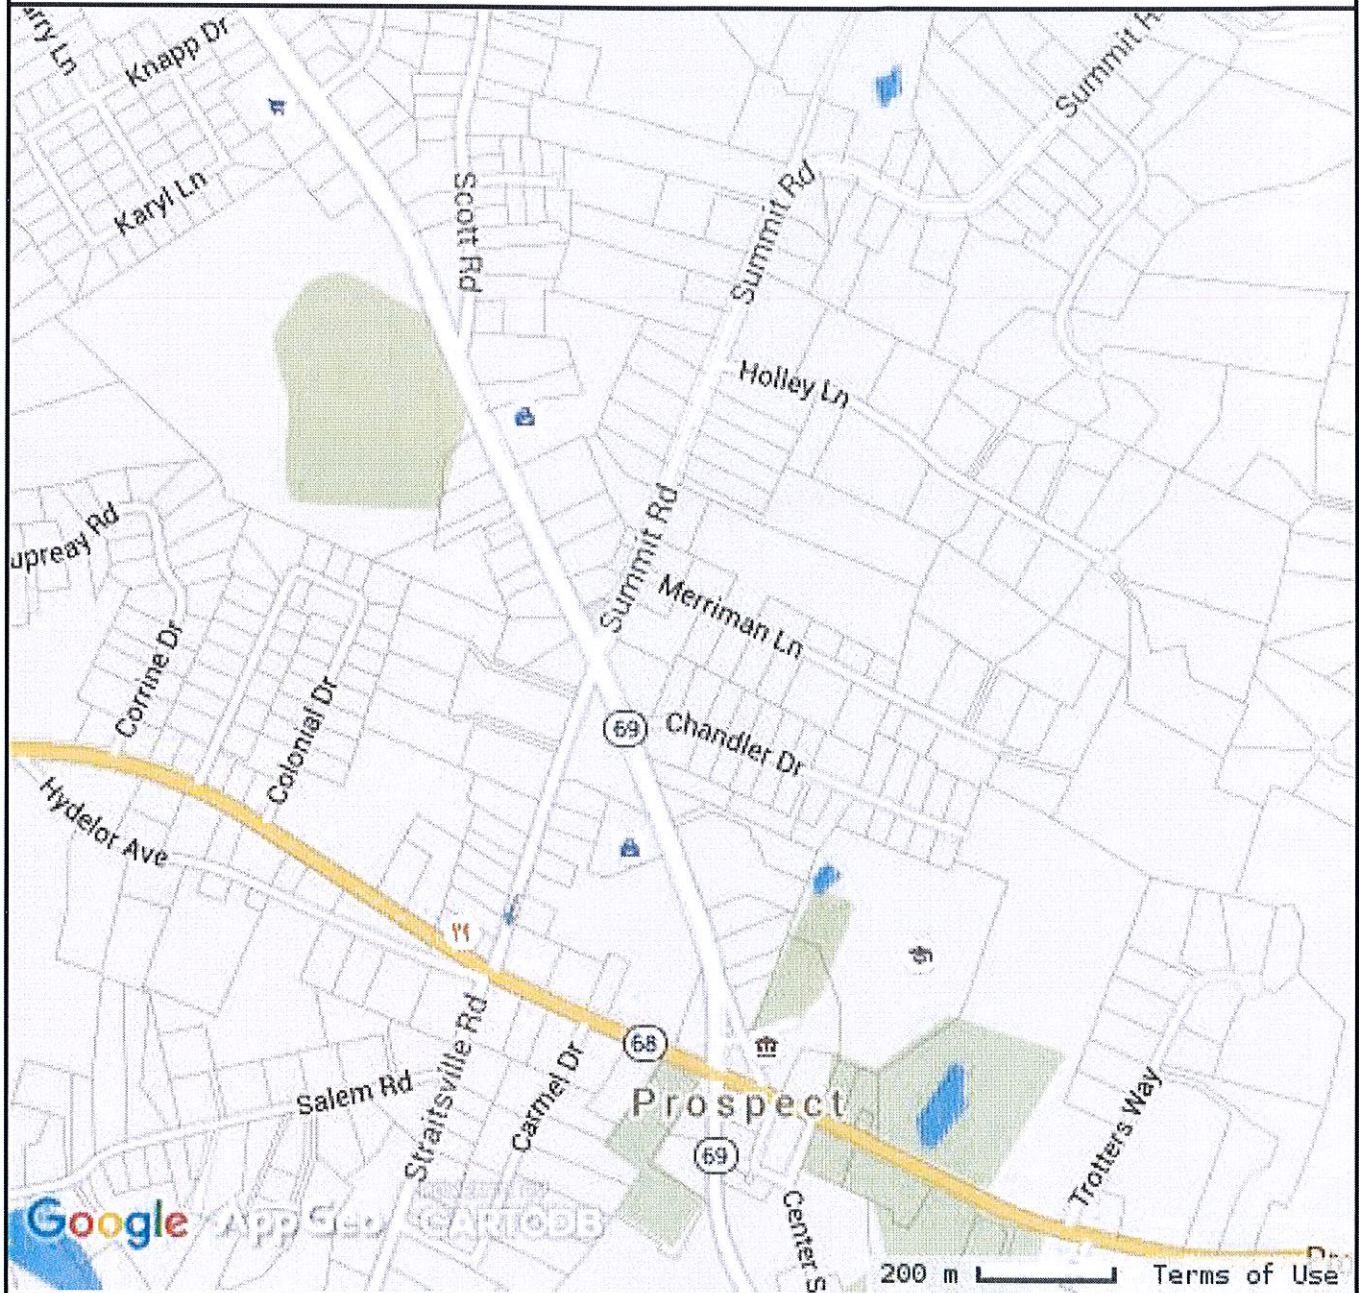 Knapp Dr
Karyl Ln
Scott Rd
Summit Rd
Summit
Holley Ln
Summit Rd
Merriman Ln
Corrine Dr
Colonial Dr
69
Chandler Dr
Hydelor Ave
68
Straitsville Rd
Carmel Dr
Salem Rd
Prospect
69
Trotters Way
Center S
Google AppGeo CARTODB
200 m Terms of Use